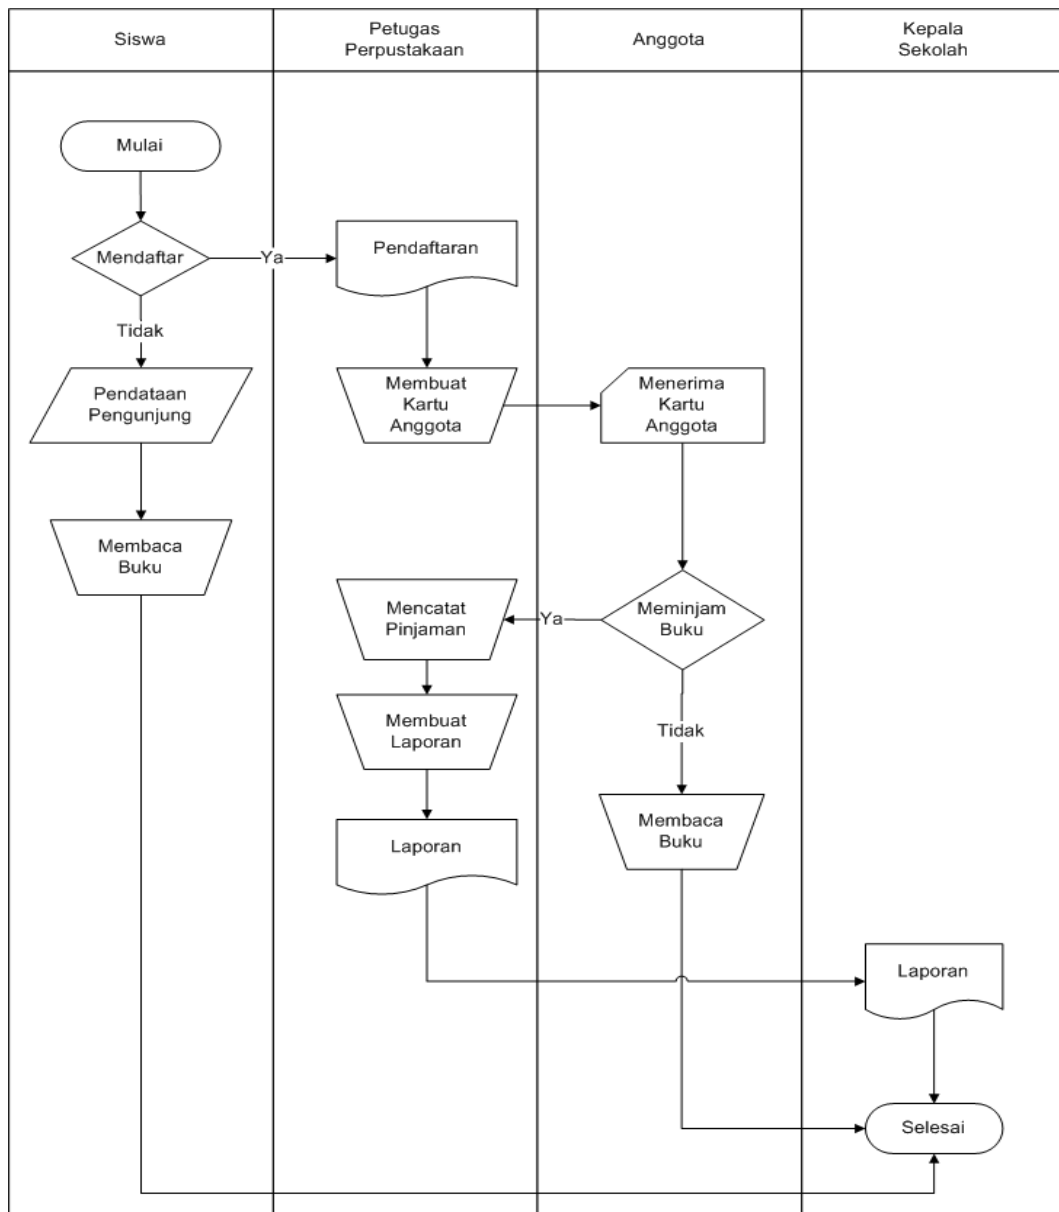 Siswa
Petugas
Perpustakaan
Anggota
Kepala
Sekolah
Mulai
Mendaftar
Ya
Pendaftaran
Tidak
Pendataan
Pengunjung
Membuat
Kartu
Anggota
Menerima
Kartu
Anggota
Membaca
Buku
Mencatat
Pinjaman
Ya
Meminjam
Buku
Membuat
Laporan
Tidak
Laporan
Membaca
Buku
Laporan
Selesai